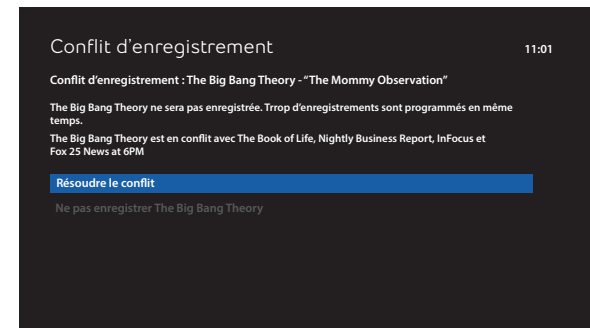 Conflit d'enregistrement
11:01
Conflit d'enregistrement : The Big Bang Theory - “The Mommy Observation”
The Big Bang Theory ne sera pas enregistrée. Trrop d'enregistrements sont programmés en même
temps.
The Big Bang Theory est en conflit avec The Book of Life, Nightly Business Report, InFocus et
Fox 25 News at 6PM
Résoudre le conflit
Ne pas enregistrer The Big Bang Theory